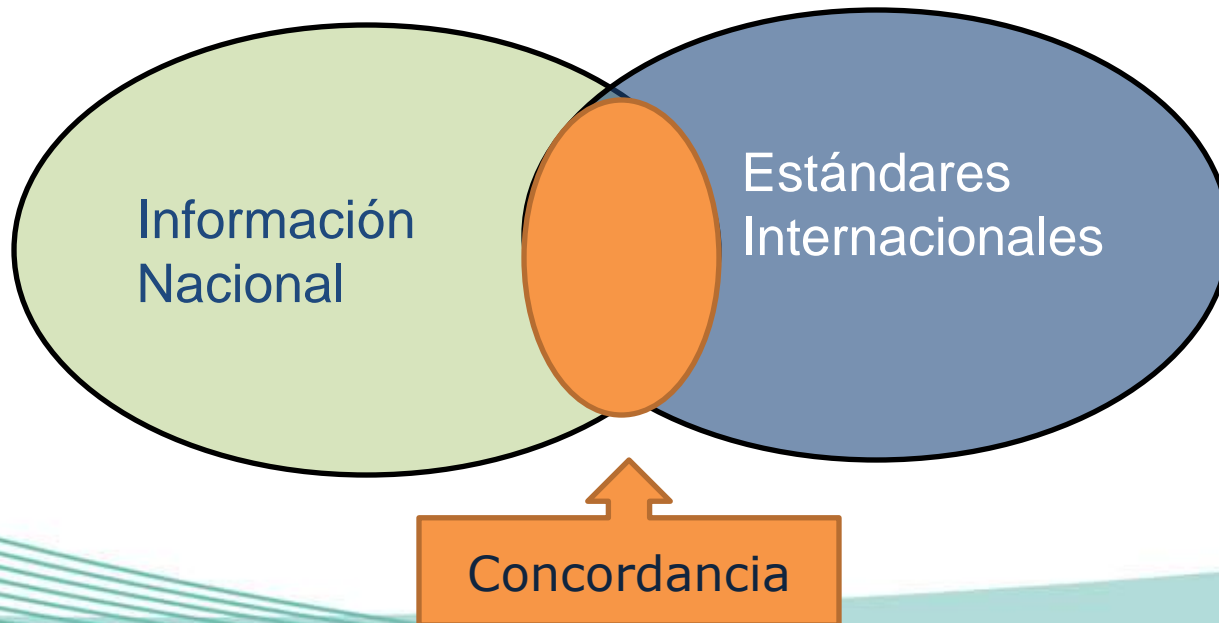 Información
Nacional
Estándares
Internacionales
Concordancia